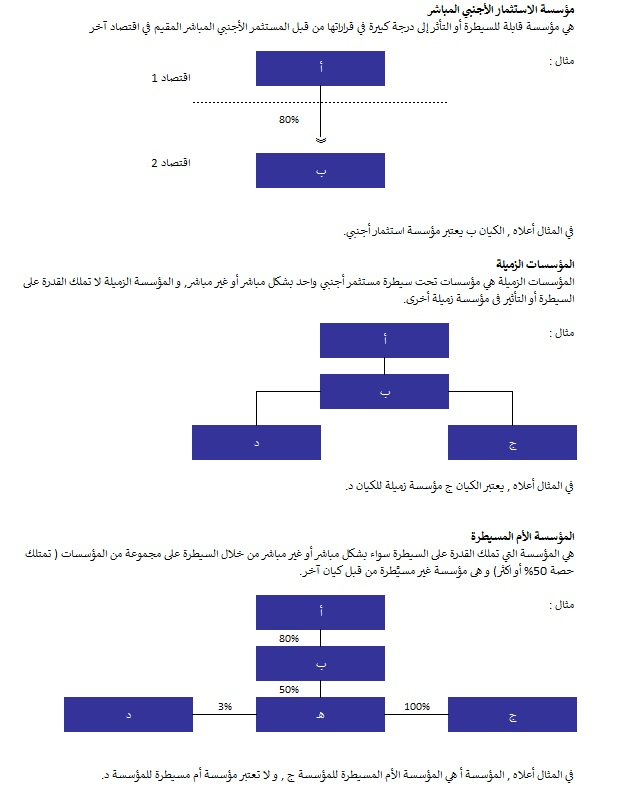 مؤسسة الاستثمار الأجنبي المباشر
هي مؤسسة قابلة للسيطرة أو التأثر إلى درجة كبيرة في قراراتها من قبل المستثمر الأجنبي المباشر المقيم في اقتصاد آخر
مثال :
أ
اقتصاد 1
80%
اقتصاد 2
ب
في المثال أعلاه , الكيان ب يعتبر مؤسسة استثمار أجنبي.
المؤسسات الزميلة
المؤسسات الزميلة هي مؤسسات تحت سيطرة مستثمر أجنبي واحد بشكل مباشر أو غير مباشر, و المؤسسة الزميلة لا تملك القدرة على
السيطرة أو التأثير في مؤسسة زميلة أخرى.
مثال :
أ
ب
ج
د
في المثال أعلاه , يعتبر الكيان ج مؤسسة زميلة للكيان د.
المؤسسة الأم المسيطرة
هي المؤسسة التي تملك القدرة على السيطرة سواء بشكل مباشر أو غير مباشر من خلال السيطرة على مجموعة من المؤسسات ( تمتلك
حصة 50% أو اكثر) و هي مؤسسة غير مسيٌطرة من قبل كيان آخر.
مثال :
أ
80%
ب
50%
ج
100%
هـ
3%
د
في المثال أعلاه , المؤسسة أ هي المؤسسة الأم المسيطرة للمؤسسة ج , و لا تعتبر مؤسسة أم مسيطرة للمؤسسة د.